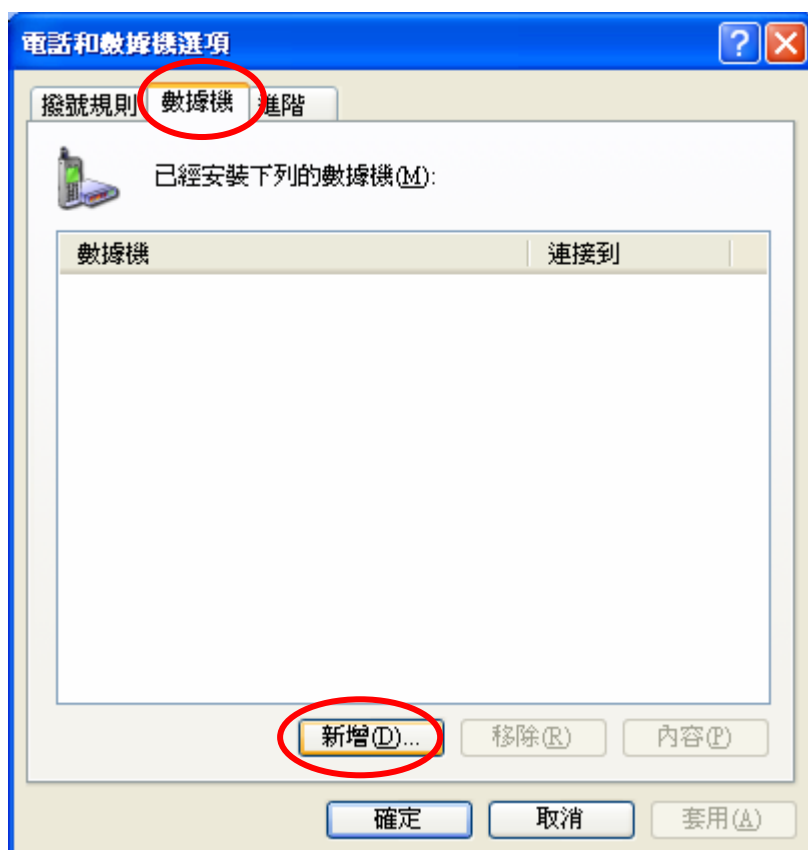 電話和數據機選項
撥號規則 數據機 進階
已經安裝下列的數據機(M):
數據機 連接到
新增(D)... 移除(R) 內容(P)
確定 取消 套用(A)